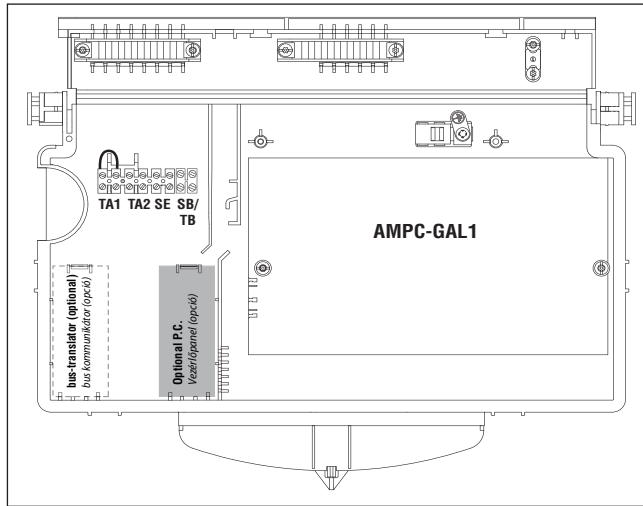 TA1 TA2 SE SB/
TB
AMPC-GAL1
bus-translator (optional)
bus kommunikátor (opció)
Optional P.C.
Vezérlőpanel (opció)